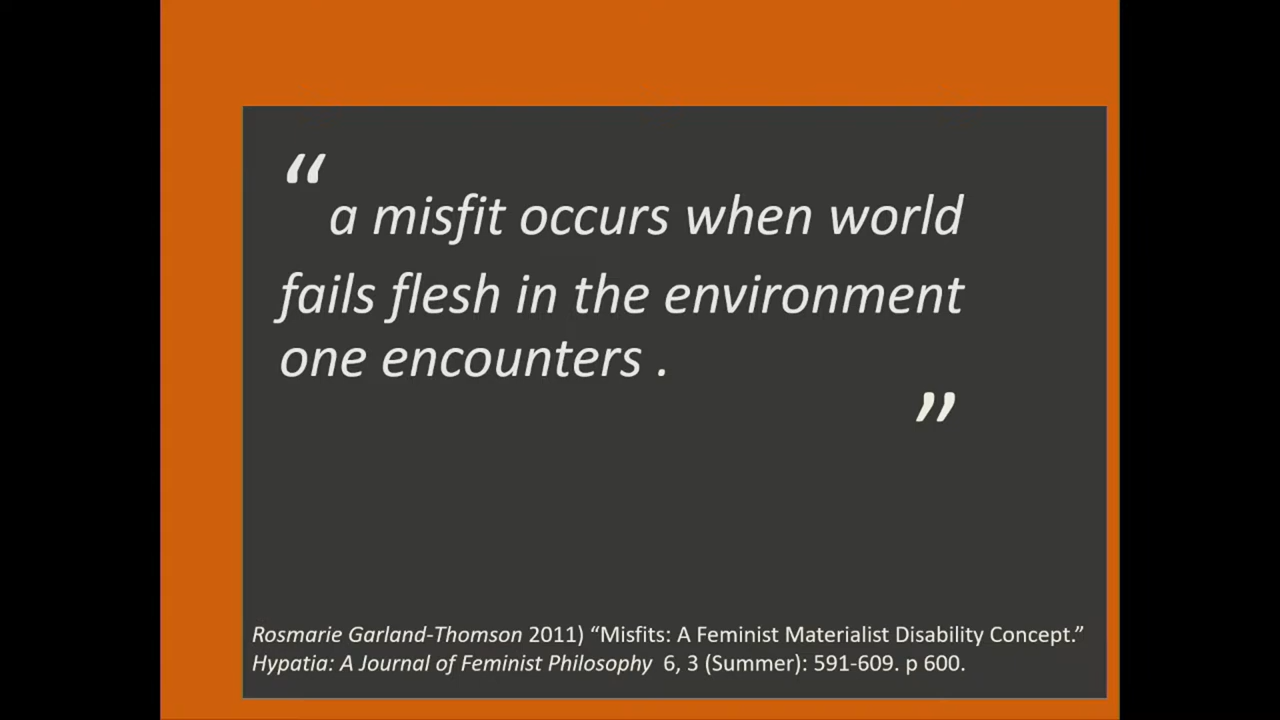 “a misfit occurs when world
fails flesh in the environment
one encounters .
”
Rosmarie Garland-Thomson 2011) “Misfits: A Feminist Materialist Disability Concept.”
Hypatia: A Journal of Feminist Philosophy 6, 3 (Summer): 591-609. p 600.